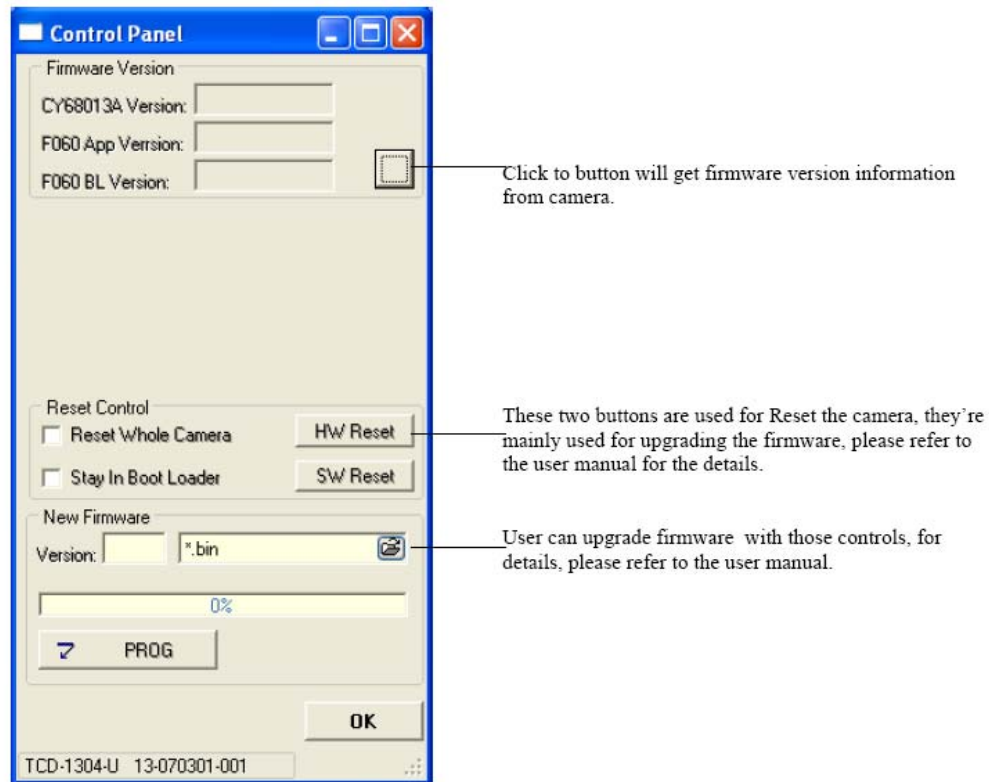 Control Panel
Firmware Version
CY68013A Version:
F060 App Verrsion:
F060 BL Version:
Click to button will get firmware version information
from camera.
Reset Control
Reset Whole Camera
HW Reset
Stay In Boot Loader
SW Reset
These two buttons are used for Reset the camera, they're
mainly used for upgrading the firmware, please refer to
the user manual for the details.
New Firmware
Version:
*.bin
0%
PROG
User can upgrade firmware with those controls, for
details, please refer to the user manual.
OK
TCD-1304-U 13-070301-001